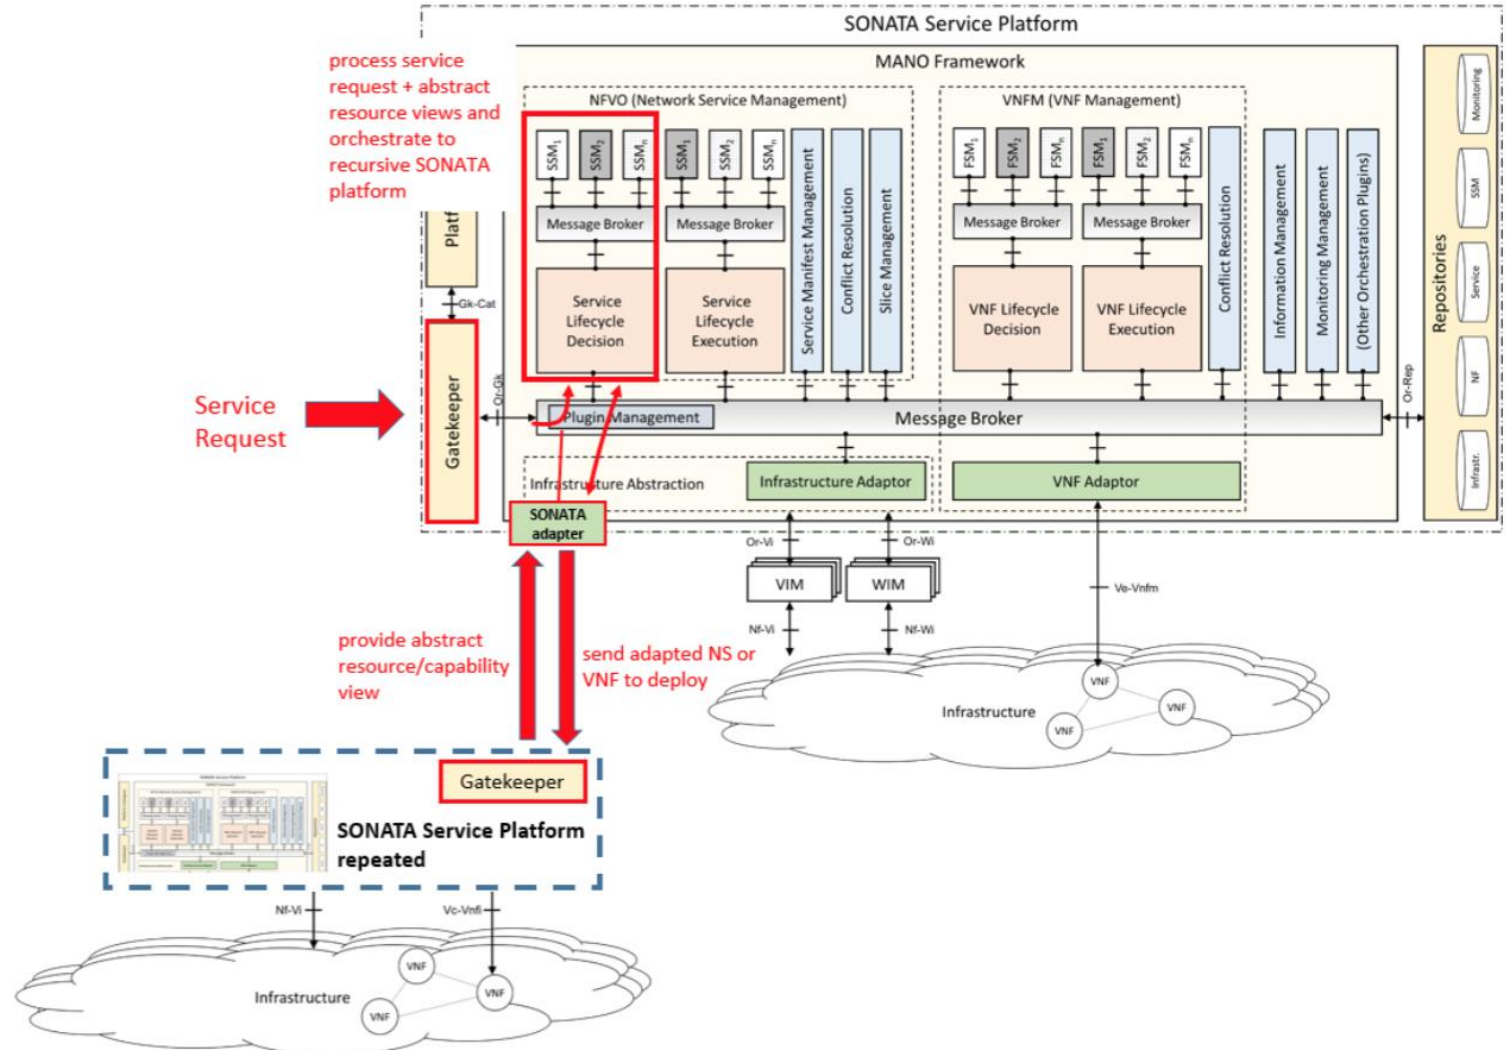 SONATA Service Platform
MANO Framework
process service
request + abstract
resource views and
orchestrate to
recursive SONATA
platform
NFVO (Network Service Management)
VNFM (VNF Management)
SSM1
SSM2
SSMn
SSM1
SSM2
SSMn
FSM1
FSM2
FSMn
FSM1
FSM2
FSMn
Message Broker
Message Broker
Message Broker
Message Broker
Service
Lifecycle
Decision
Service
Lifecycle
Execution
Service Manifest Management
Conflict Resolution
Slice Management
VNF Lifecycle
Decision
VNF Lifecycle
Execution
Conflict Resolution
Information Management
Monitoring Management
(Other Orchestration Plugins)
Repositories
Monitoring
SSM
Service
NF
Infrastr.
Platf
Gk-Cat
Gatekeeper
Or-Gk
Or-Rep
Service
Request
Plugin Management
Message Broker
Infrastructure Abstraction
Infrastructure Adaptor
VNF Adaptor
SONATA
adapter
Or-Vi
Or-Wi
VIM
WIM
Ve-Vnfm
Nf-Vi
Nf-Wi
provide abstract
resource/capability
view
send adapted NS or
VNF to deploy
Infrastructure
VNF
VNF
VNF
Gatekeeper
SONATA Service Platform
repeated
Nf-Vi
Vc-Vnfi
Infrastructure
VNF
VNF
VNF